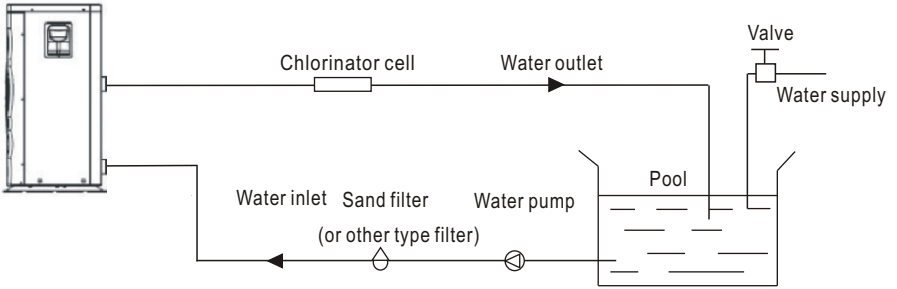 Valve
Chlorinator cell
Water outlet
Water supply
Pool
Water inlet
Sand filter
(or other type filter)
Water pump